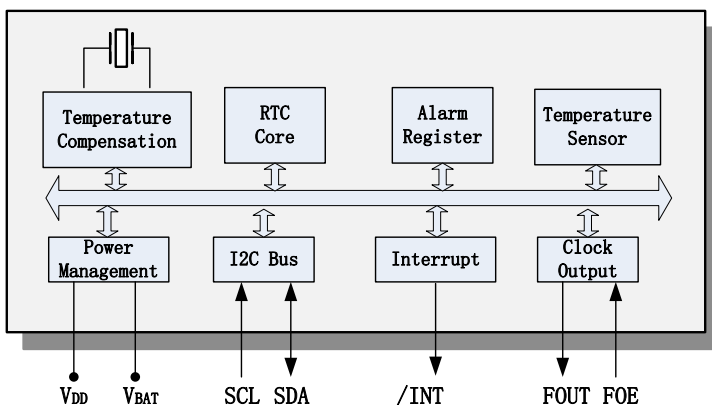 Temperature
Compensation
RTC
Core
Alarm
Register
Temperature
Sensor
Power
Management
I2C Bus
Interrupt
Clock
Output
VDD
VBAT
SCL
SDA
/INT
FOUT
FOE